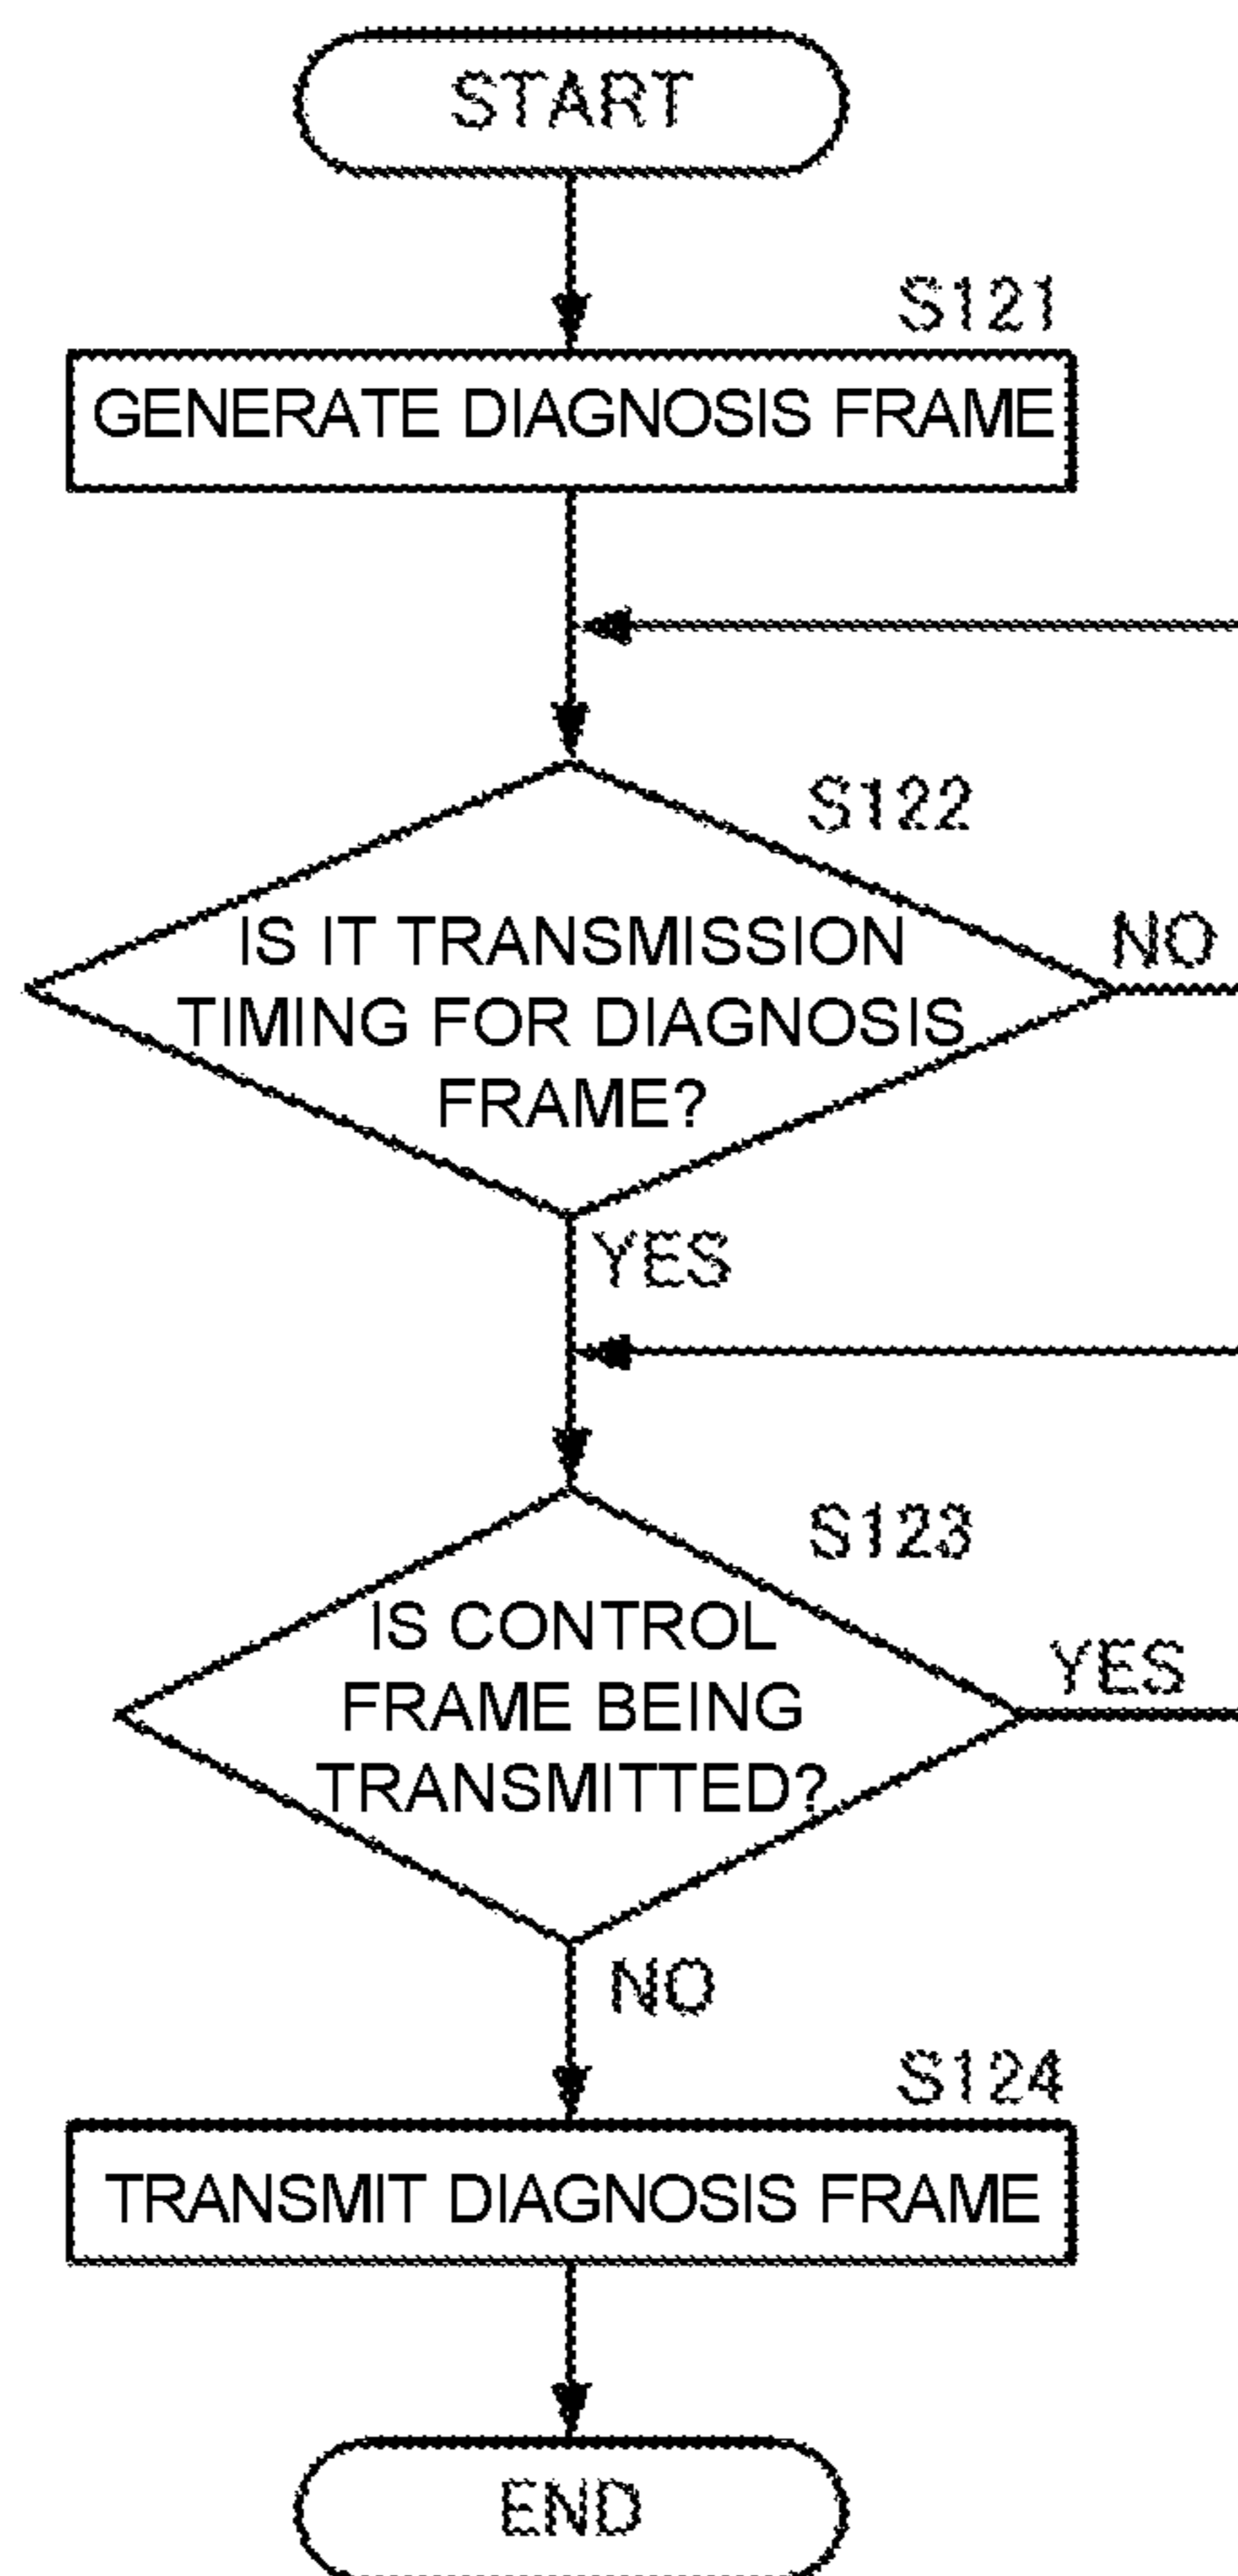 START
S121
GENERATE DIAGNOSIS FRAME
S122
IS IT TRANSMISSION
TIMING FOR DIAGNOSIS
FRAME?
NO
YES
S123
IS CONTROL
FRAME BEING
TRANSMITTED?
YES
NO
S124
TRANSMIT DIAGNOSIS FRAME
END